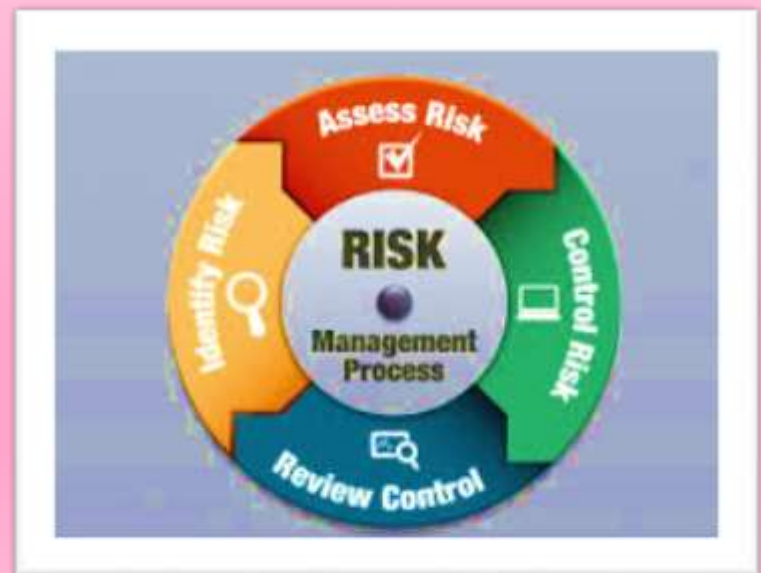 Assess Risk
Identify Risk
RISK
Management
Process
Control Risk
Review Control